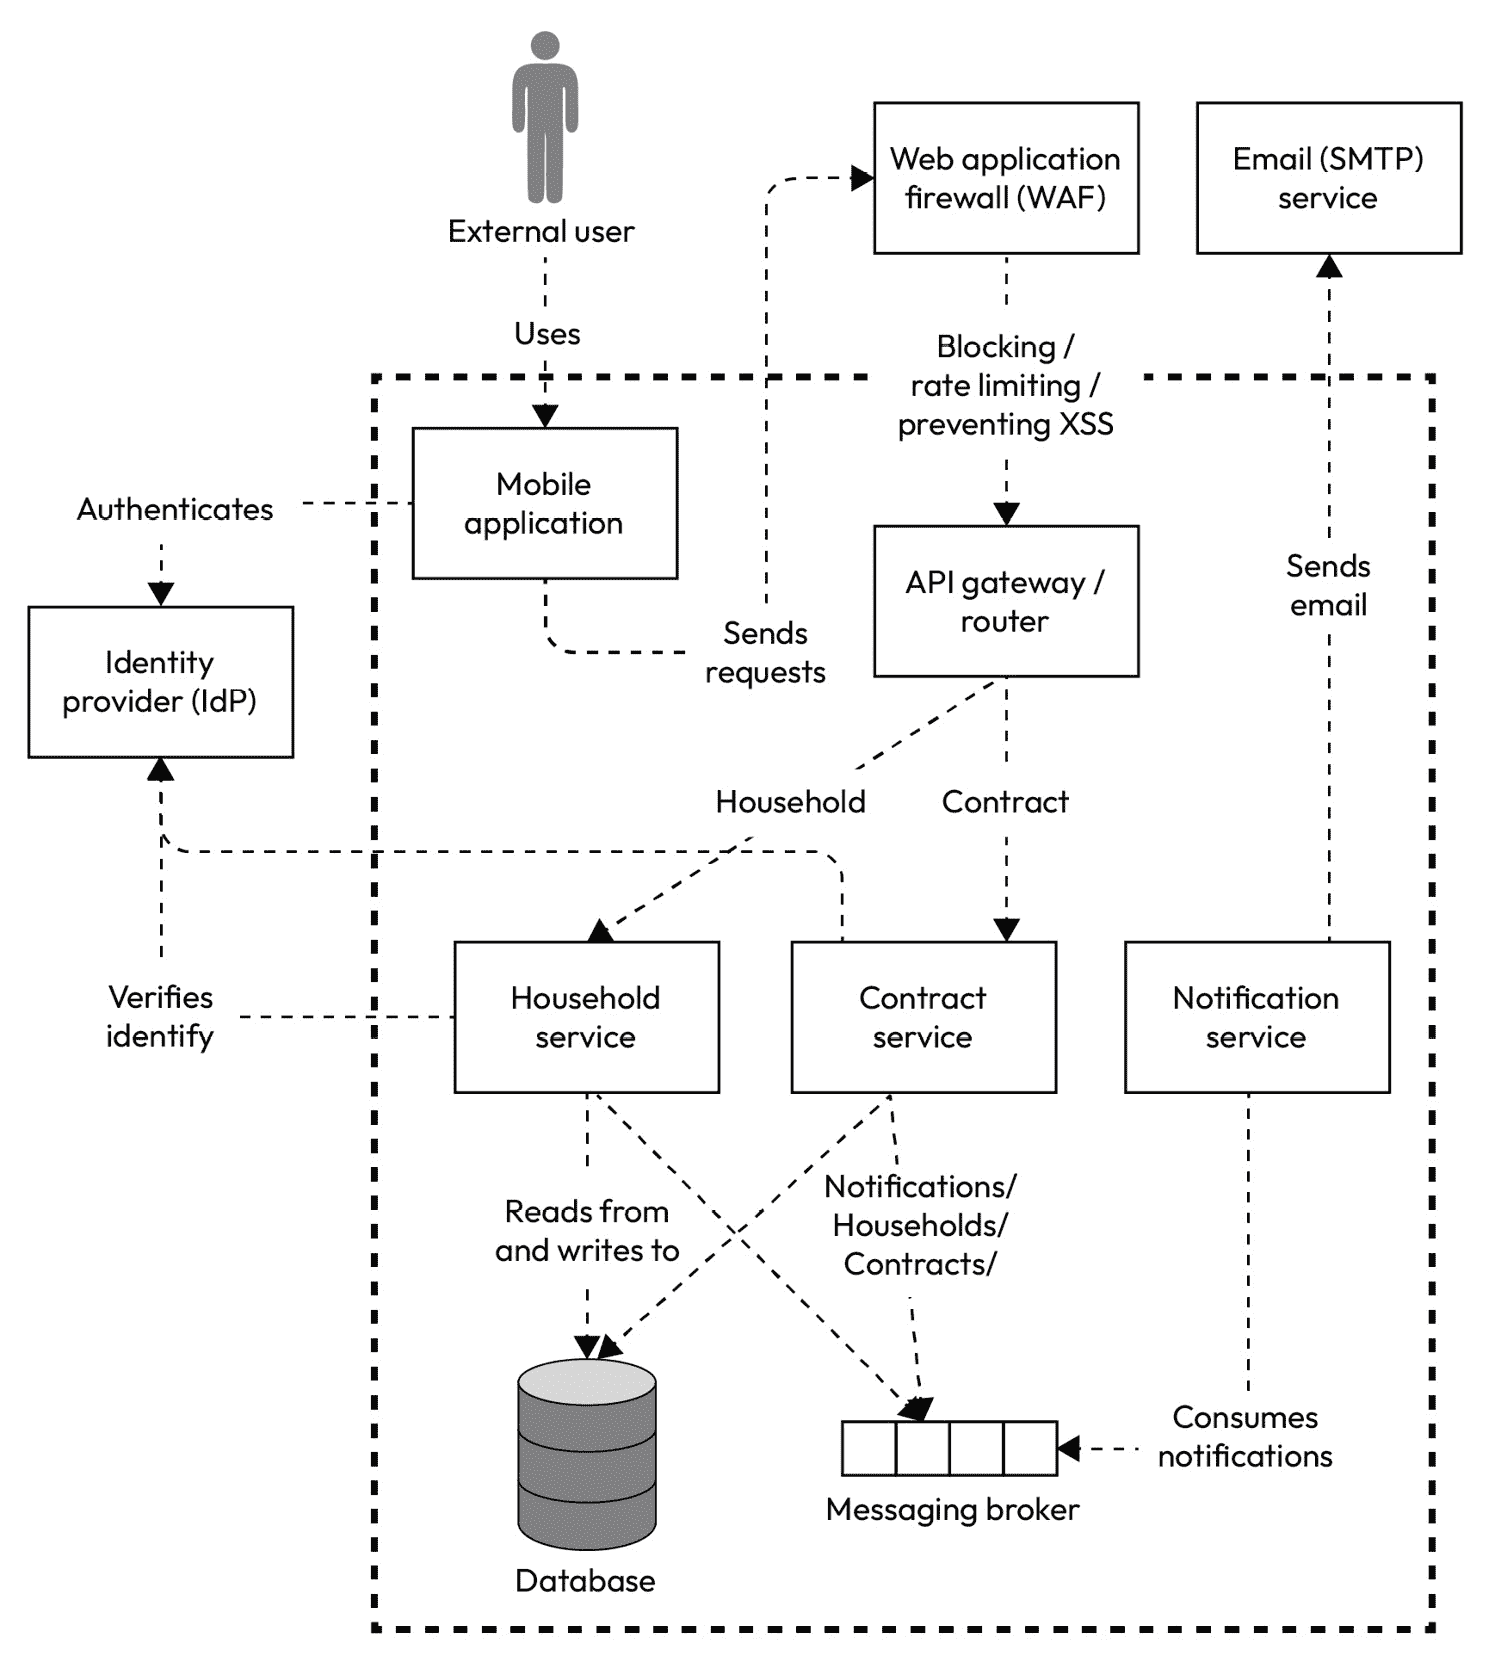 External user
Web application
firewall (WAF)
Email (SMTP)
service
Uses
Blocking /
rate limiting /
preventing XSS
Mobile
application
Authenticates
Identity
provider (IdP)
Sends
requests
API gateway /
router
Sends
email
Household
Contract
Verifies
identify
Household
service
Contract
service
Notification
service
Reads from
and writes to
Notifications/
Households/
Contracts/
Consumes
notifications
Messaging broker
Database